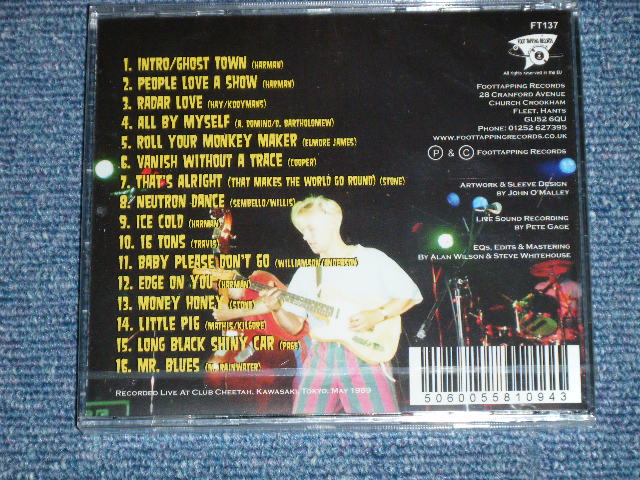 1. INTRO/GHOST TOWN (HARMAN)
2. PEOPLE LOVE A SHOW (HARMAN)
3. RADAR LOVE (HAY/KOOYMANS)
4. ALL BY MYSELF (A. DOMINO/D. BARTHOLOMEW)
5. ROLL YOUR MONKEY MAKER (ELMORE JAMES)
6. VANISH WITHOUT A TRACE (COOPER)
7. THAT'S ALRIGHT (THAT MAKES THE WORLD GO ROUND) (STONE)
8. NEUTRON DANCE (SEMBELLO/WILLIS)
9. ICE COLD (HARMAN)
10. 16 TONS (TRAVIS)
11. BABY PLEASE DON'T GO (WILLIAMSON/ANDERSON)
12. EDGE ON YOU (HARMAN)
13. MONEY HONEY (STONE)
14. LITTLE PIG (MATHIS/KILGORE)
15. LONG BLACK SHINY CAR (PAGE)
16. MR. BLUES (M. RAINWATER)
RECORDED LIVE AT CLUB CHEETAH, KAWASAKI, TOKYO. MAY 1989
FT137
FOOT TAPPING RECORDS
All rights reserved in the EU
FOOTTAPPING RECORDS
28 CRANFORD AVENUE
CHURCH CROOKHAM
FLEET, HANTS
GU52 6QU
PHONE: 01252 627395
WWW.FOOTTAPPINGRECORDS.CO.UK
Ⓟ & Ⓒ FOOTTAPPING RECORDS
ARTWORK & SLEEVE DESIGN
BY JOHN O'MALLEY
LIVE SOUND RECORDING
BY PETE GAGE
EQS, EDITS & MASTERING
BY ALAN WILSON & STEVE WHITEHOUSE
5060055810943